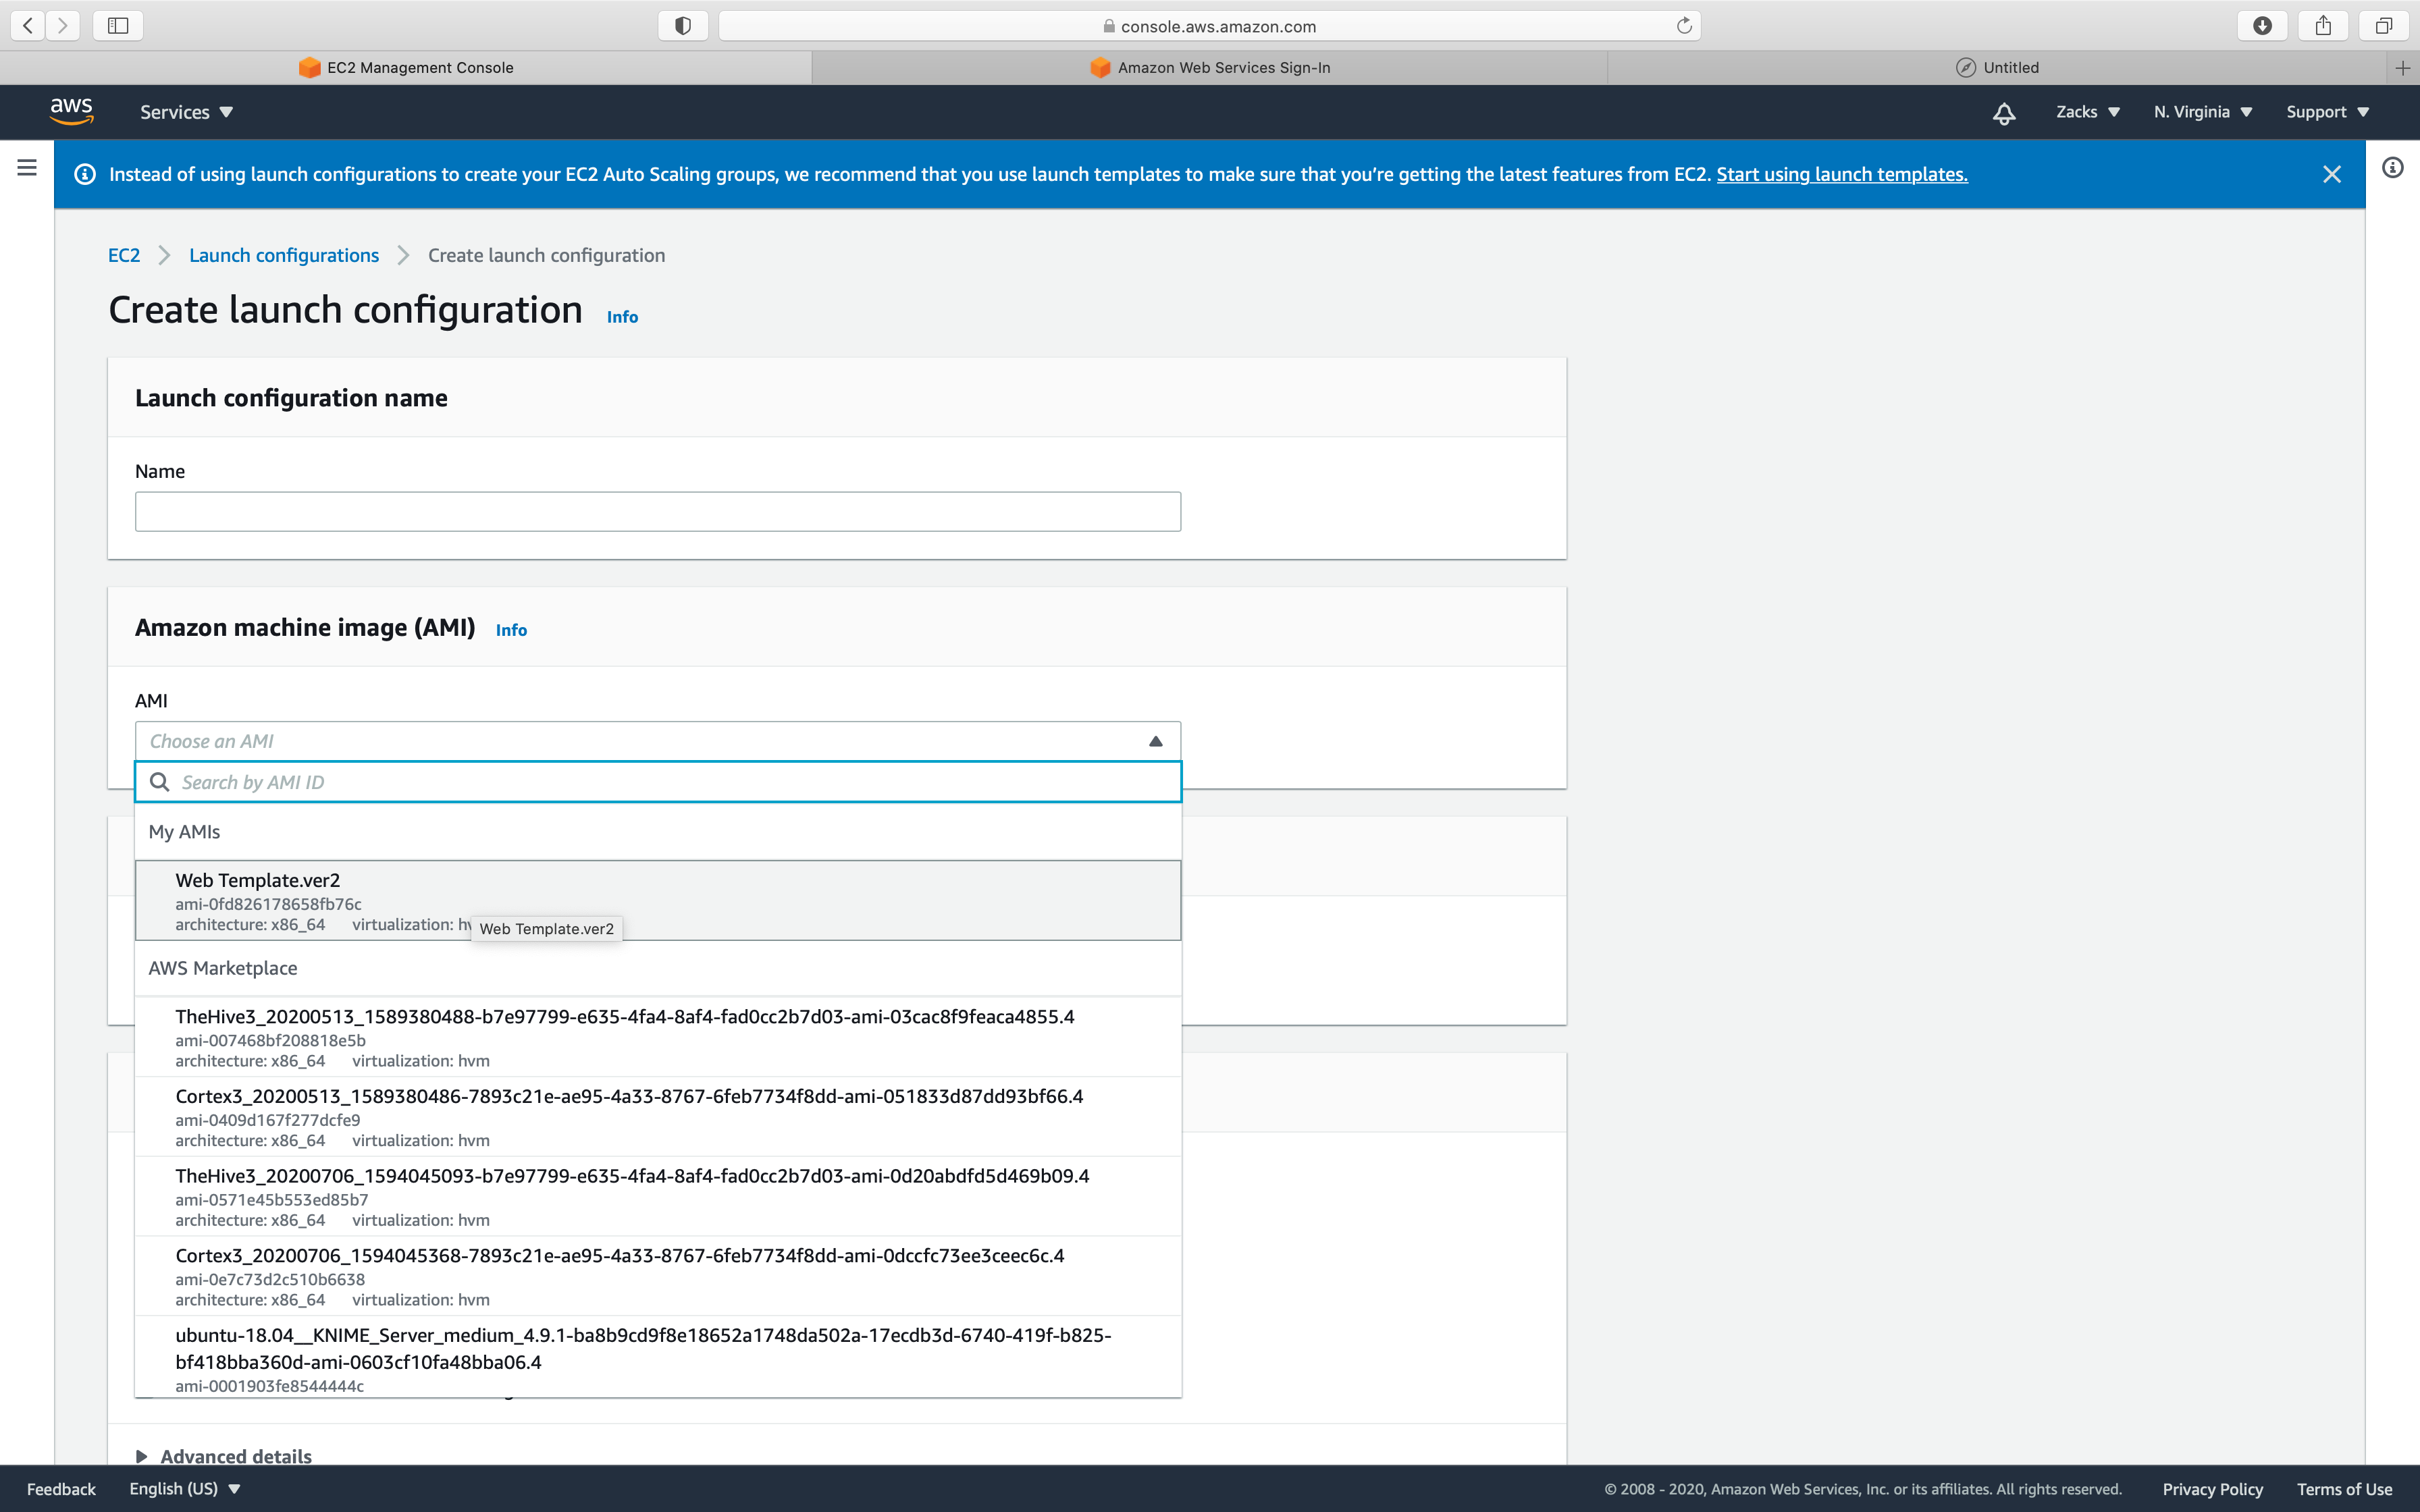 console.aws.amazon.com
EC2 Management Console
Amazon Web Services Sign-In
Untitled
aws
Services
Zacks
N. Virginia
Support
Instead of using launch configurations to create your EC2 Auto Scaling groups, we recommend that you use launch templates to make sure that you’re getting the latest features from EC2. Start using launch templates.
EC2
Launch configurations
Create launch configuration
Create launch configuration Info
Launch configuration name
Name
Amazon machine image (AMI) Info
AMI
Choose an AMI
Search by AMI ID
My AMIs
Web Template.ver2
ami-0fd826178658fb76c
architecture: x86_64 virtualization:
Web Template.ver2
AWS Marketplace
TheHive3_20200513_1589380488-b7e97799-e635-4fa4-8af4-fad0cc2b7d03-ami-03cac8f9feaca4855.4
ami-007468bf208818e5b
architecture: x86_64 virtualization: hvm
Cortex3_20200513_1589380486-7893c21e-ae95-4a33-8767-6feb7734f8dd-ami-051833d87dd93bf66.4
ami-0409d167f277dcfe9
architecture: x86_64 virtualization: hvm
TheHive3_20200706_1594045093-b7e97799-e635-4fa4-8af4-fad0cc2b7d03-ami-0d20abdfd5d469b09.4
ami-0571e45b553ed85b7
architecture: x86_64 virtualization: hvm
Cortex3_20200706_1594045368-7893c21e-ae95-4a33-8767-6feb7734f8dd-ami-0dccfc73ee3ceec6c.4
ami-0e7c73d2c510b6638
architecture: x86_64 virtualization: hvm
ubuntu-18.04__KNIME_Server_medium_4.9.1-ba8b9cd9f8e18652a1748da502a-17ecdb3d-6740-419f-b825-
bf418bba360d-ami-0603cf10fa48bba06.4
ami-0001903fe8544444c
Advanced details
Feedback
English (US)
© 2008 - 2020, Amazon Web Services, Inc. or its affiliates. All rights reserved.
Privacy Policy
Terms of Use